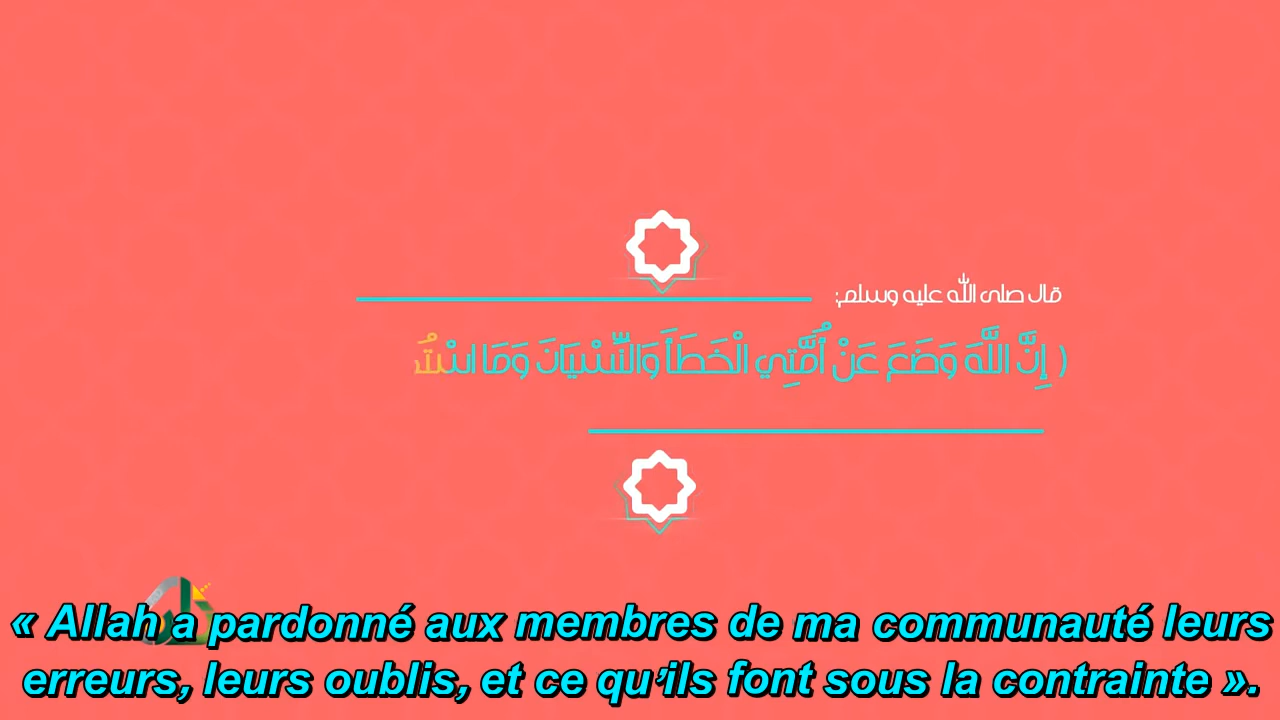 قال صلى الله عليه وسلم:
( إِنَّ اللَّهَ وَضَعَ عَنْ أُمَّتِي الْخَطَأَ وَالنِّسْيَانَ وَمَا
« Allah a pardonné aux membres de ma communauté leurs
erreurs, leurs oublis, et ce qu’ils font sous la contrainte ».